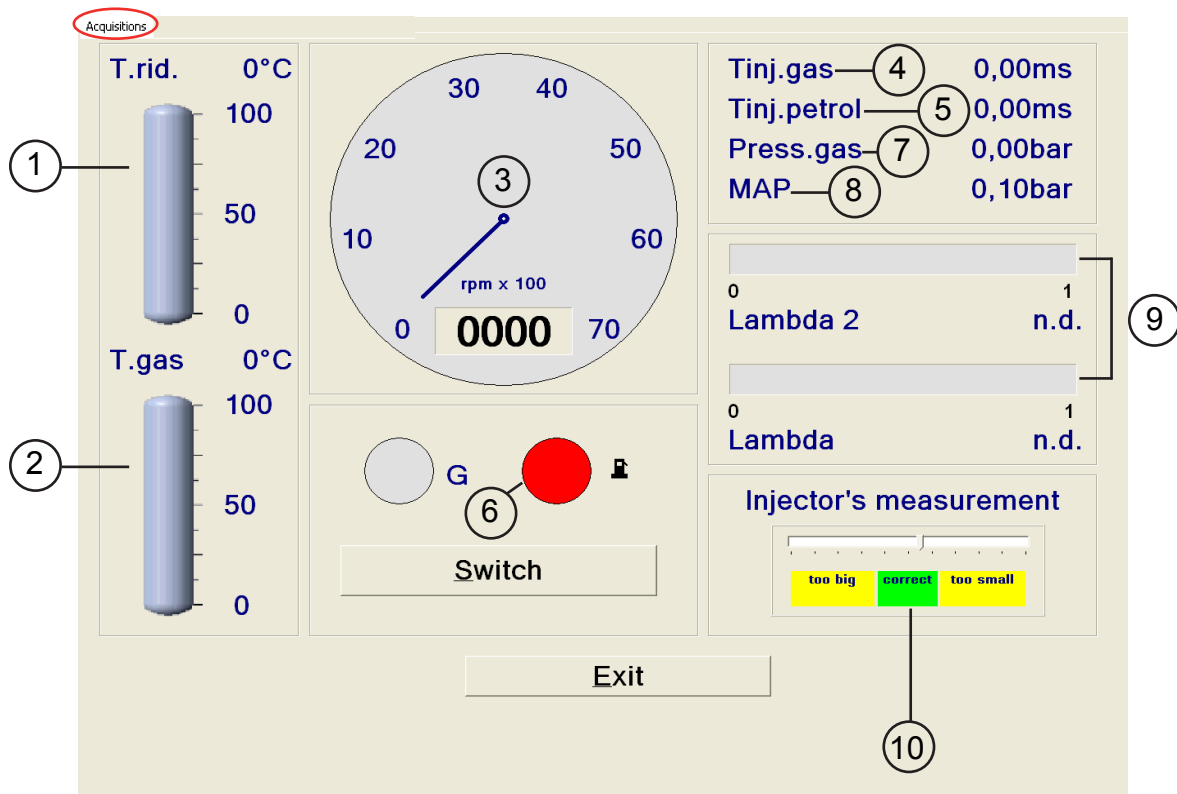 Acquisitions
T.rid. 0°C
100
50
0
1
T.gas 0°C
100
50
0
2
30 40
20 50
3
10 60
rpm x 100
0 0000 70
G
6
Switch
Exit
Tinj.gas 4 0,00ms
Tinj.petrol 5 0,00ms
Press.gas 7 0,00bar
MAP 8 0,10bar
0 1
Lambda 2 n.d.
9
0 1
Lambda n.d.
Injector's measurement
too big correct too small
10